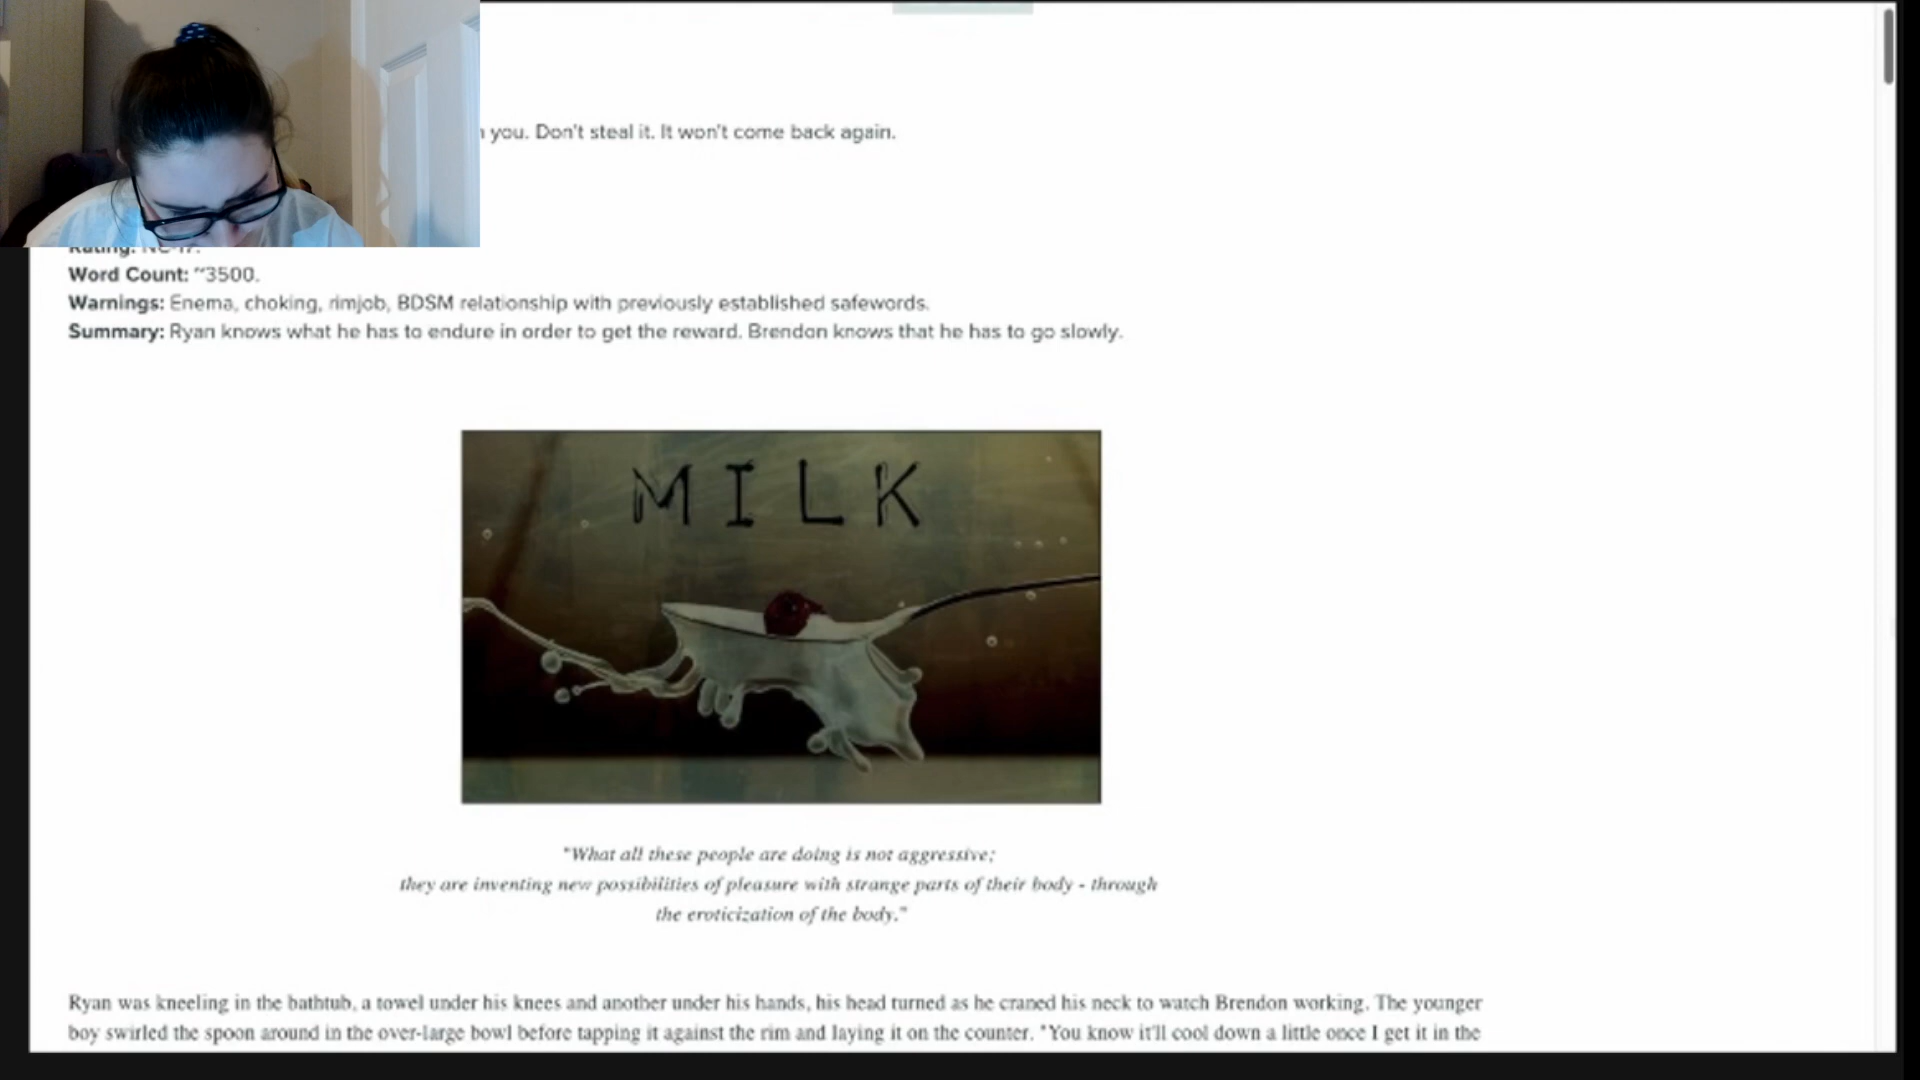 you. Don't steal it. It won't come back again.
Rating: NC-17.
Word Count: ~3500.
Warnings: Enema, choking, rimjob, BDSM relationship with previously established safewords.
Summary: Ryan knows what he has to endure in order to get the reward. Brendon knows that he has to go slowly.
MILK
"What all these people are doing is not aggressive;
they are inventing new possibilities of pleasure with strange parts of their body - through
the eroticization of the body."
Ryan was kneeling in the bathtub, a towel under his knees and another under his hands, his head turned as he craned his neck to watch Brendon working. The younger
boy swirled the spoon around in the over-large bowl before tapping it against the rim and laying it on the counter. "You know it'll cool down a little once I get it in the